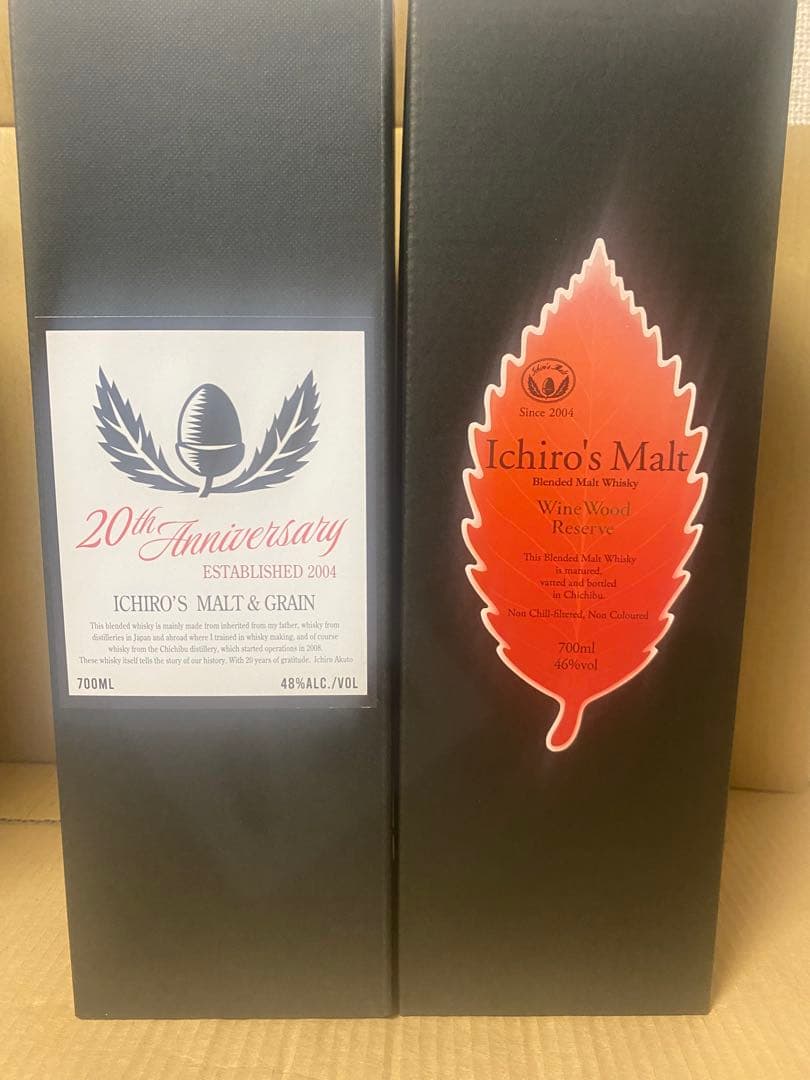 20th Anniversary
ESTABLISHED 2004
ICHIRO'S MALT & GRAIN
This blended whisky is mainly made from inherited from my father, whisky from
distilleries in Japan and abroad where I trained in whisky making, and of course
whisky from the Chichibu distillery, which started operations in 2008.
These whisky itself tells the story of our history. With 20 years of gratitude. Ichiro Akuto
700ML 48%ALC./VOL
Ichiro's Malt
Since 2004
Ichiro's Malt
Blended Malt Whisky
Wine Wood
Reserve
This Blended Malt Whisky
is matured,
vatted and bottled
in Chichibu.
Non Chill-filtered, Non Coloured
700ml
46%vol